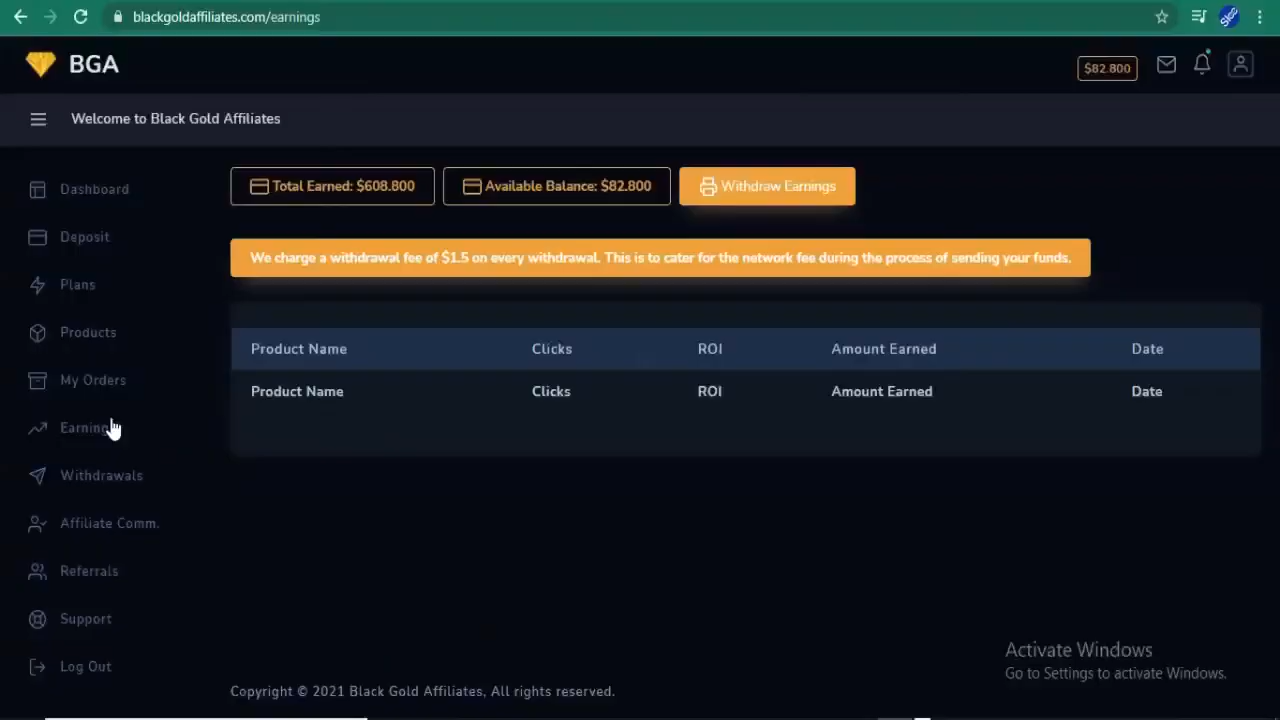 blackgoldaffiliates.com/earnings
BGA
$82.800
Welcome to Black Gold Affiliates
Dashboard
Deposit
Plans
Products
My Orders
Earning
Withdrawals
Affiliate Comm.
Referrals
Support
Log Out
Total Earned: $608.800
Available Balance: $82.800
Withdraw Earnings
We charge a withdrawal fee of $1.5 on every withdrawal. This is to cater for the network fee during the process of sending your funds.
Product Name Clicks ROI Amount Earned Date
Product Name Clicks ROI Amount Earned Date
Activate Windows
Go to Settings to activate Windows.
Copyright © 2021 Black Gold Affiliates, All rights reserved.